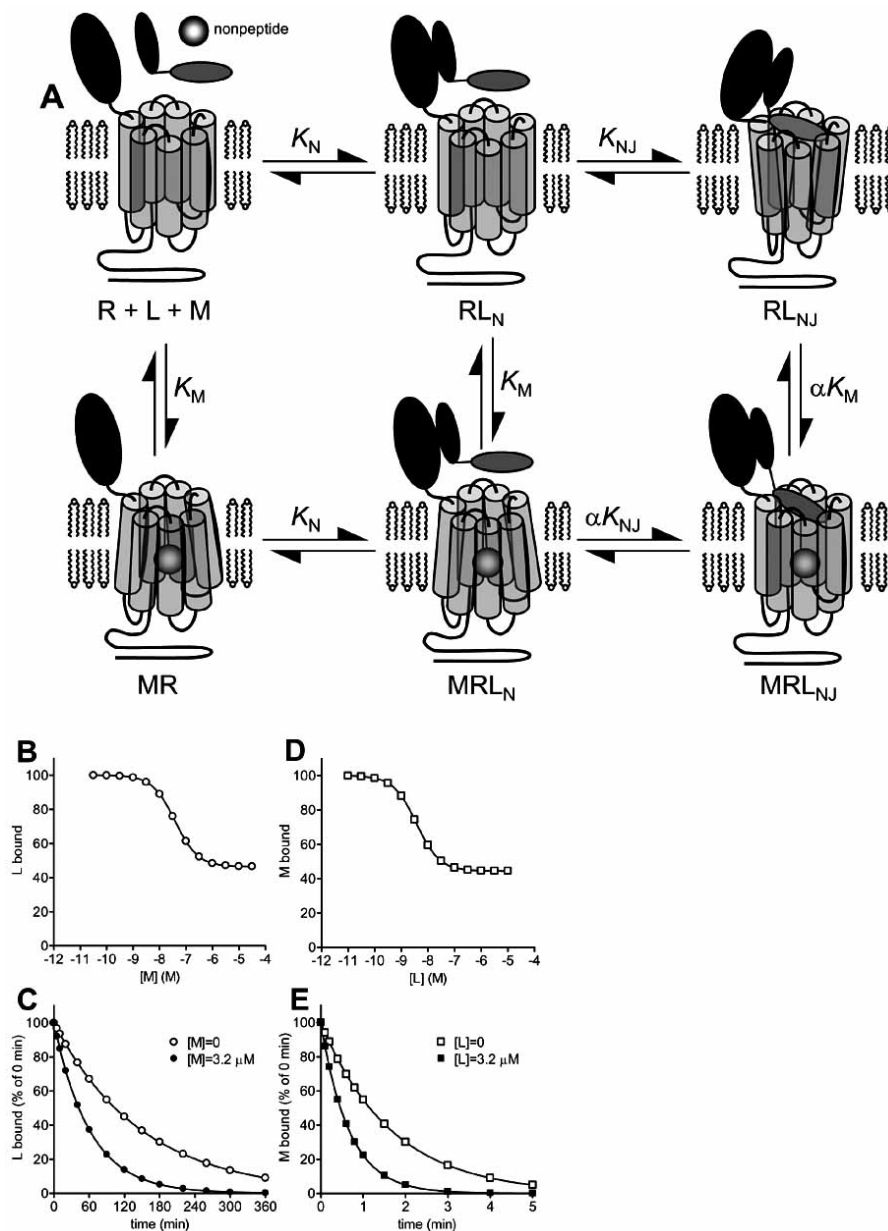 nonpeptide
A
K_N
K_NJ
R + L + M
RL_N
RL_NJ
K_M
K_M
αK_M
K_N
αK_NJ
MR
MRL_N
MRL_NJ
B
L bound
100
80
60
40
20
0
-12 -11 -10 -9 -8 -7 -6 -5 -4
[M] (M)
D
M bound
100
80
60
40
20
0
-12 -11 -10 -9 -8 -7 -6 -5 -4
[L] (M)
C
L bound (% of 0 min)
100
80
60
40
20
0
[M]=0
[M]=3.2 μM
0 60 120 180 240 300 360
time (min)
E
M bound (% of 0 min)
100
80
60
40
20
0
[L]=0
[L]=3.2 μM
0 1 2 3 4 5
time (min)